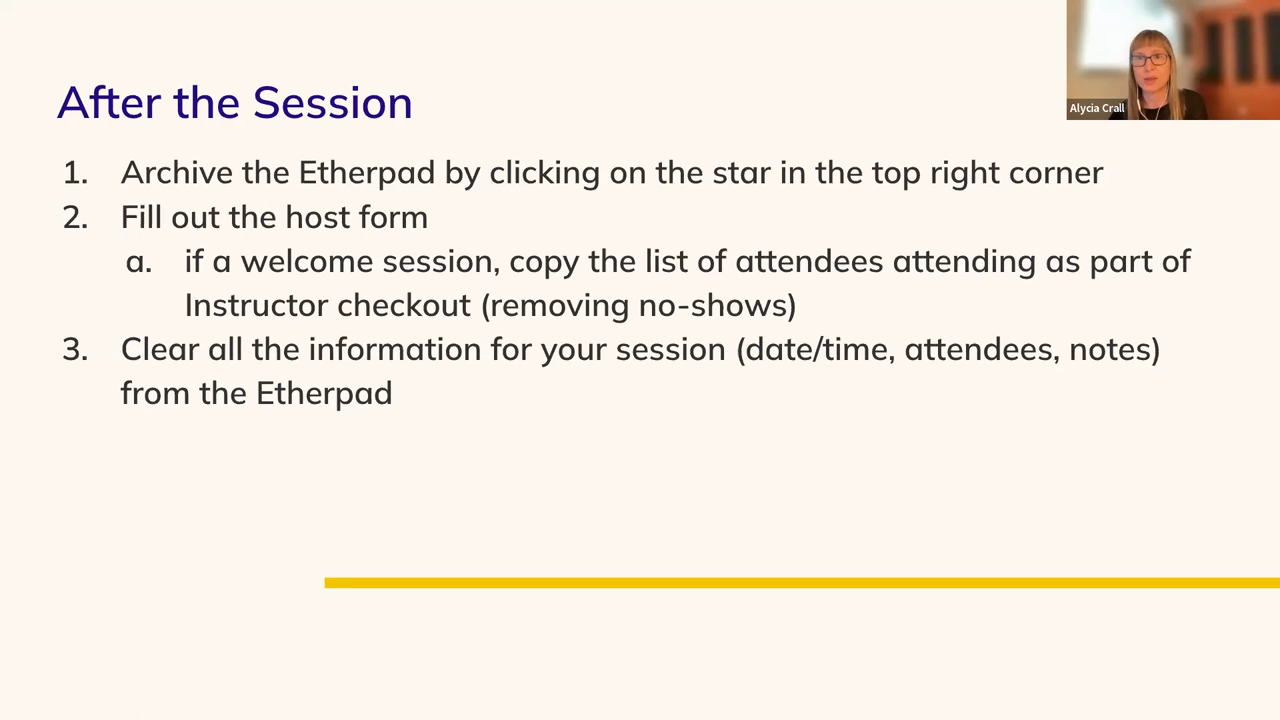 Alycia Crall
After the Session
1. Archive the Etherpad by clicking on the star in the top right corner
2. Fill out the host form
a. if a welcome session, copy the list of attendees attending as part of
Instructor checkout (removing no-shows)
3. Clear all the information for your session (date/time, attendees, notes)
from the Etherpad